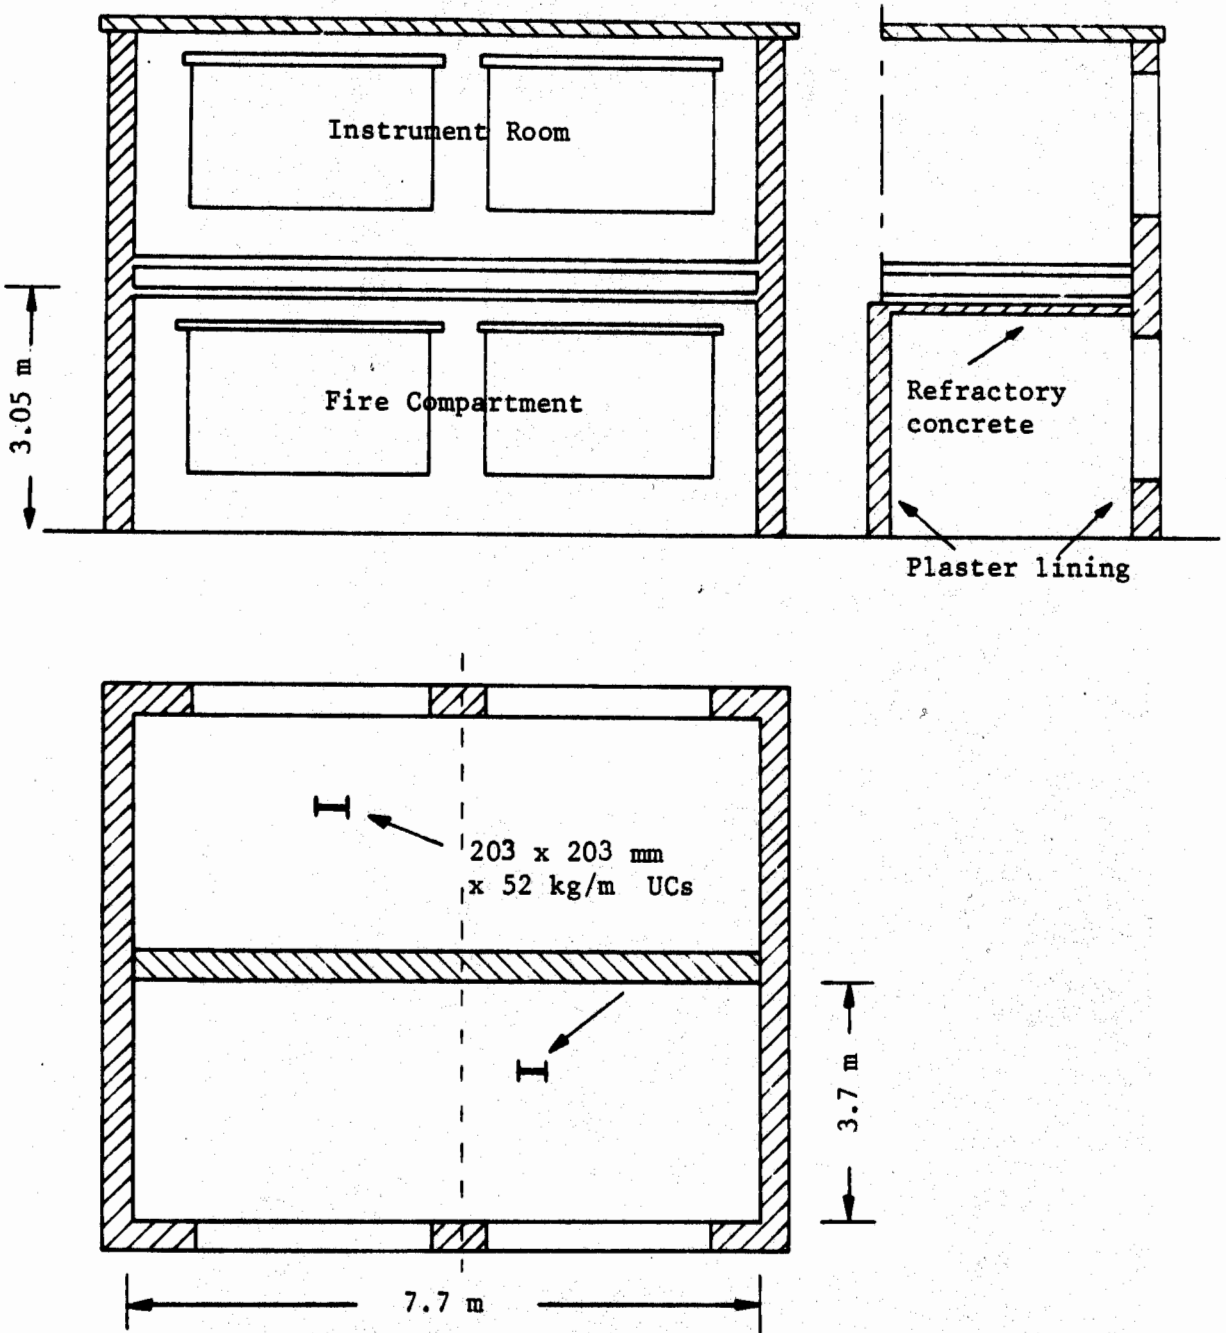 Instrument Room
3.05 m
Fire Compartment
Refractory
concrete
Plaster lining
203 x 203 mm
x 52 kg/m UCs
3.7 m
7.7 m